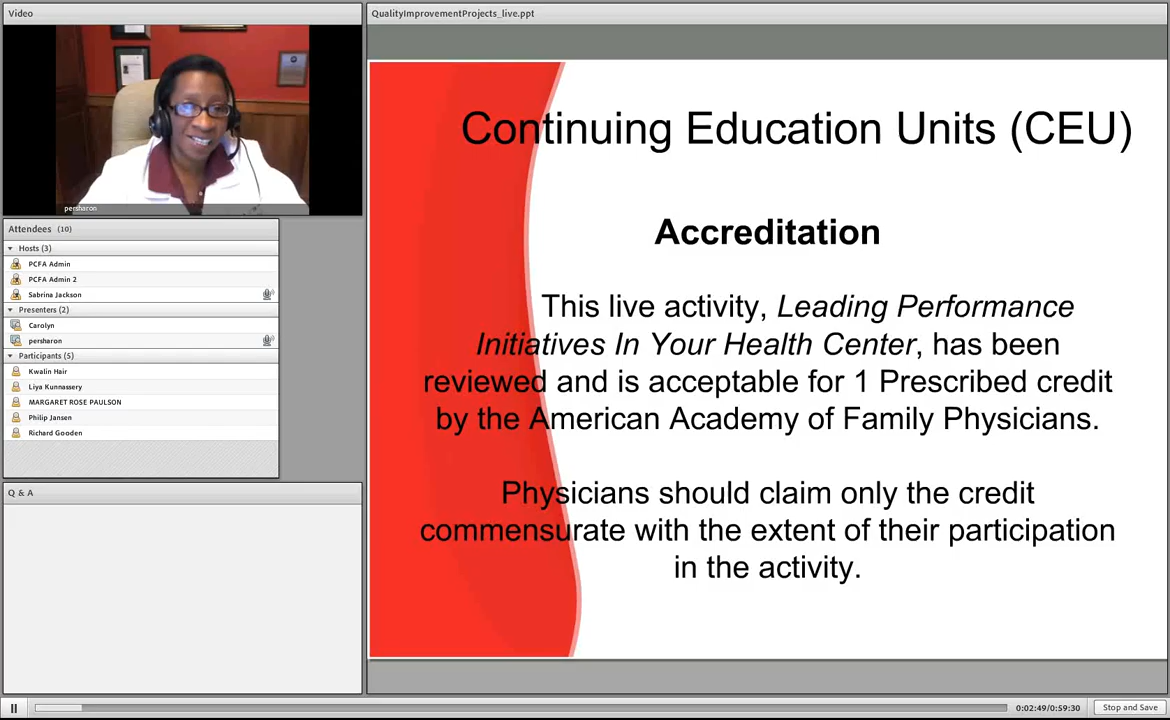 Video
persharon
Attendees (10)
Hosts (3)
PCFA Admin
PCFA Admin 2
Sabrina Jackson
Presenters (2)
Carolyn
persharon
Participants (5)
Kwalin Hair
Liya Kunnassery
MARGARET ROSE PAULSON
Philip Jansen
Richard Gooden
Q & A
QualityImprovementProjects_live.ppt
Continuing Education Units (CEU)
Accreditation
This live activity, Leading Performance
Initiatives In Your Health Center, has been
reviewed and is acceptable for 1 Prescribed credit
by the American Academy of Family Physicians.
Physicians should claim only the credit
commensurate with the extent of their participation
in the activity.
0:02:49/0:59:30
Stop and Save